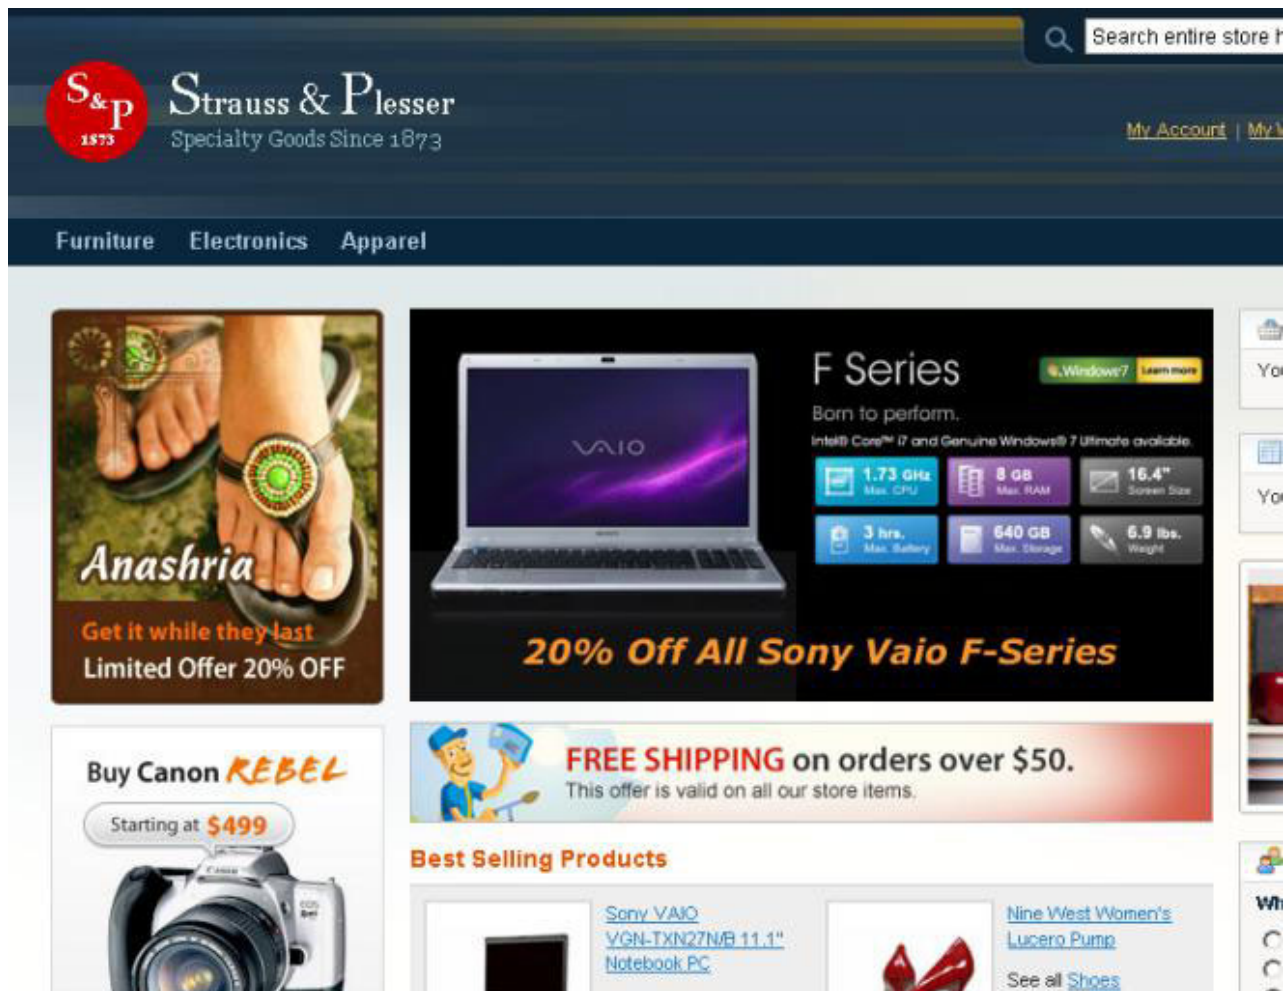 Search entire store
S&P
1873
Strauss & Plesser
Specialty Goods Since 1873
My Account | My
Furniture Electronics Apparel
Anashria
Get it while they last
Limited Offer 20% OFF
VAIO
F Series
Windows 7 Learn more
Born to perform.
Intel® Core™ i7 and Genuine Windows® 7 Ultimate available.
1.73 GHz
Max. CPU
8 GB
Max. RAM
16.4"
Screen Size
3 hrs.
Max. Battery
640 GB
Max. Storage
6.9 lbs.
Weight
20% Off All Sony Vaio F-Series
Buy Canon REBEL
Starting at $499
Canon
EOS
FREE SHIPPING on orders over $50.
This offer is valid on all our store items.
Best Selling Products
Sony VAIO
VGN-TXN27N/B 11.1"
Notebook PC
Nine West Women's
Lucero Pump
See all Shoes